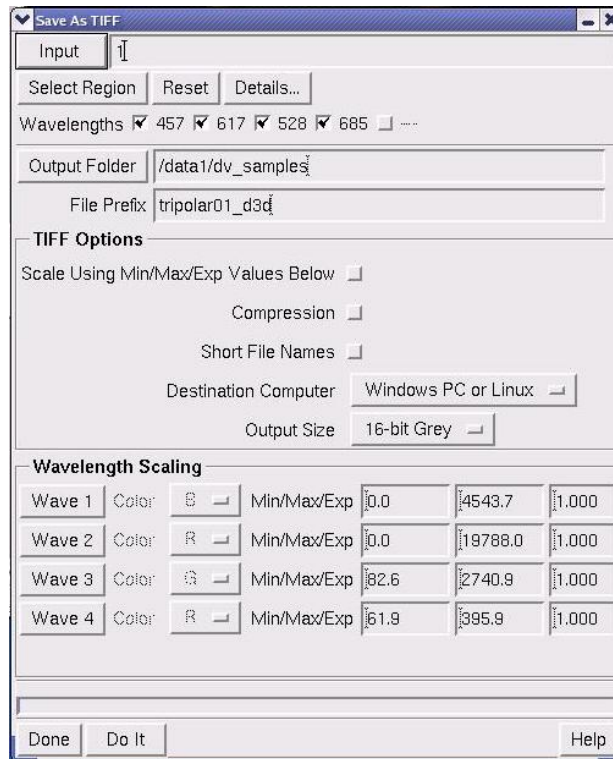 Save As TIFF
Input 1
Select Region Reset Details...
Wavelengths 457 617 528 685 ---
Output Folder /data1/dv_samples
File Prefix tripolar01_d3d
TIFF Options
Scale Using Min/Max/Exp Values Below
Compression
Short File Names
Destination Computer Windows PC or Linux
Output Size 16-bit Grey
Wavelength Scaling
Wave 1 Color B Min/Max/Exp 0.0 4543.7 1.000
Wave 2 Color R Min/Max/Exp 0.0 19788.0 1.000
Wave 3 Color G Min/Max/Exp 82.6 2740.9 1.000
Wave 4 Color R Min/Max/Exp 61.9 395.9 1.000
Done Do It Help